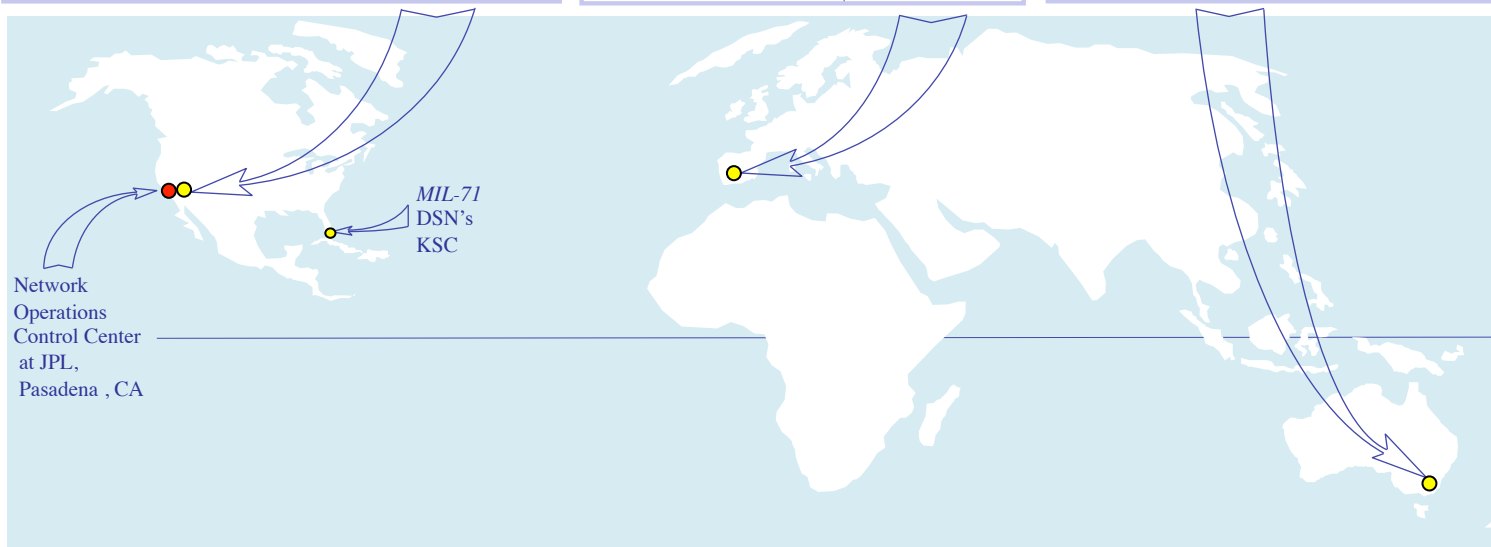 MIL-71
DSN's
KSC
Network
Operations
Control Center
at JPL,
Pasadena , CA